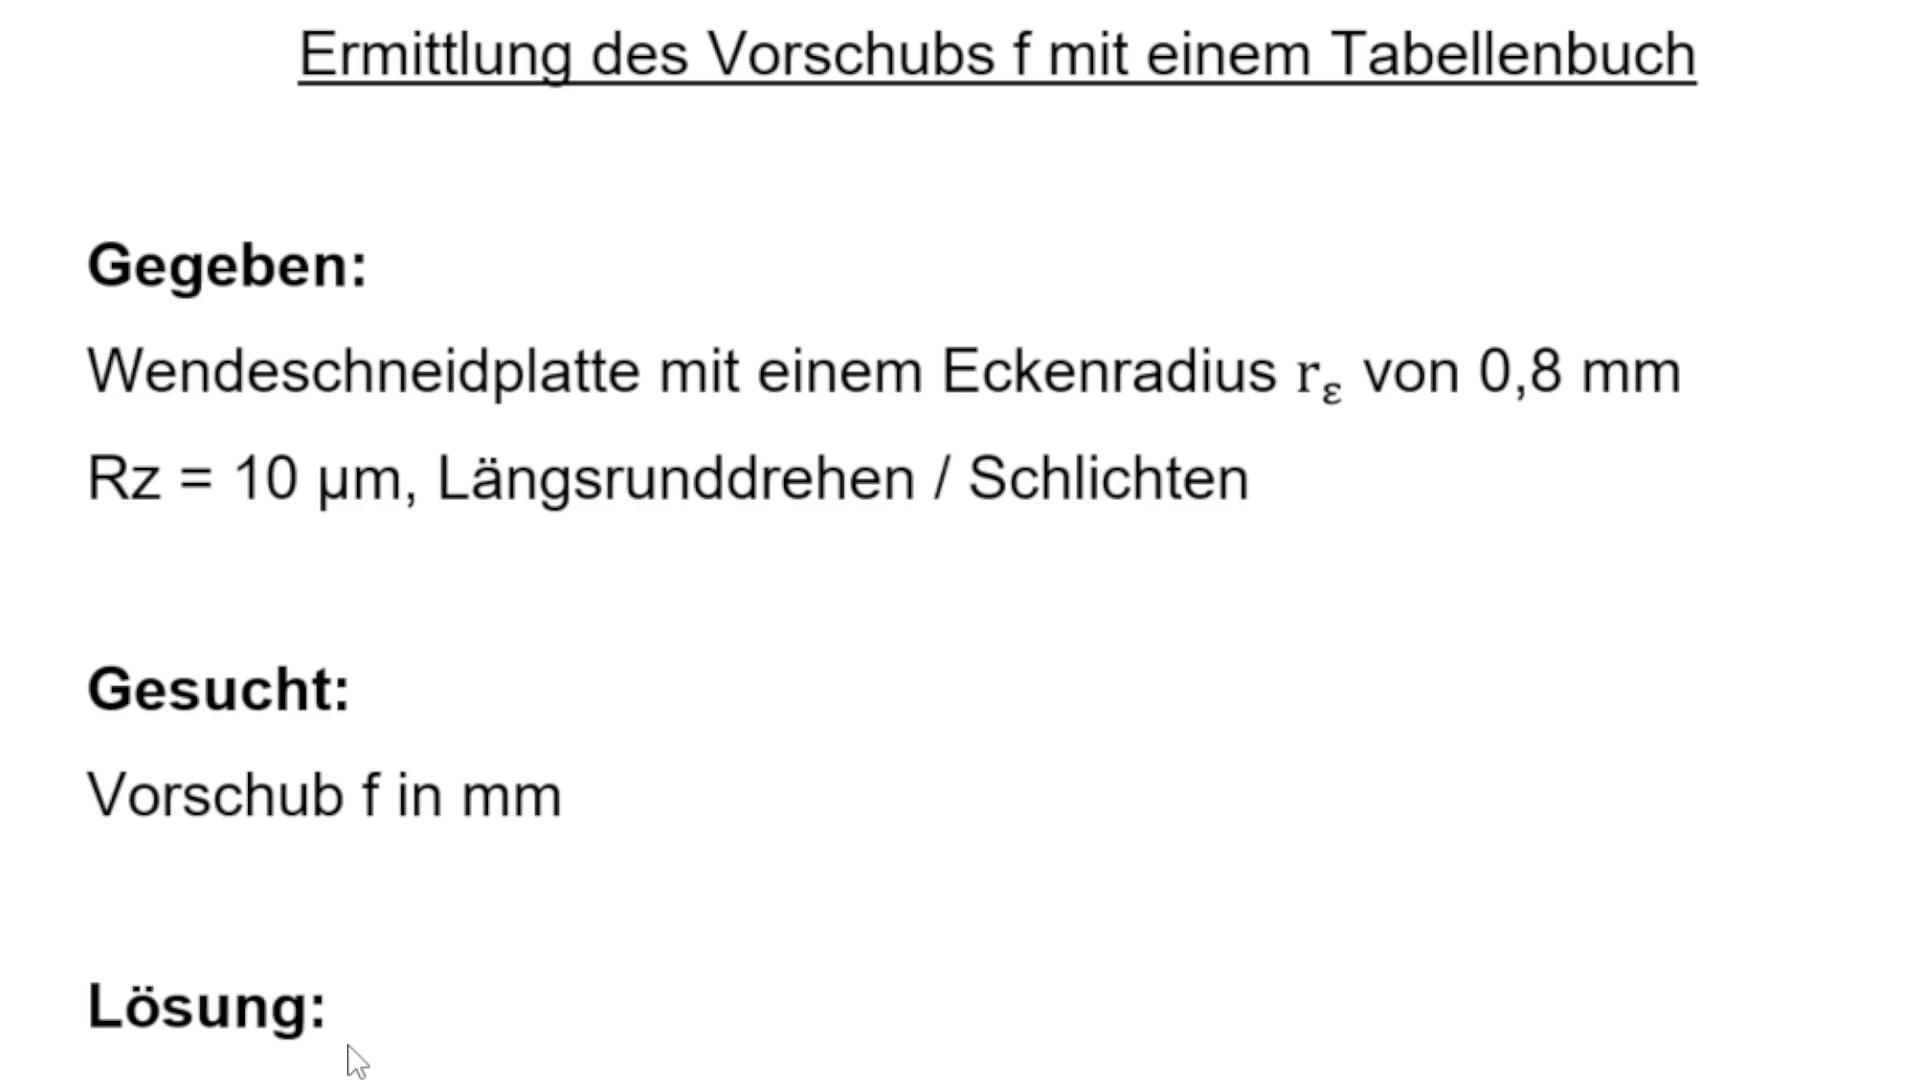 Ermittlung des Vorschubs f mit einem Tabellenbuch
Gegeben:
Wendeschneidplatte mit einem Eckenradius rε von 0,8 mm
Rz = 10 µm, Längsrunddrehen / Schlichten
Gesucht:
Vorschub f in mm
Lösung: